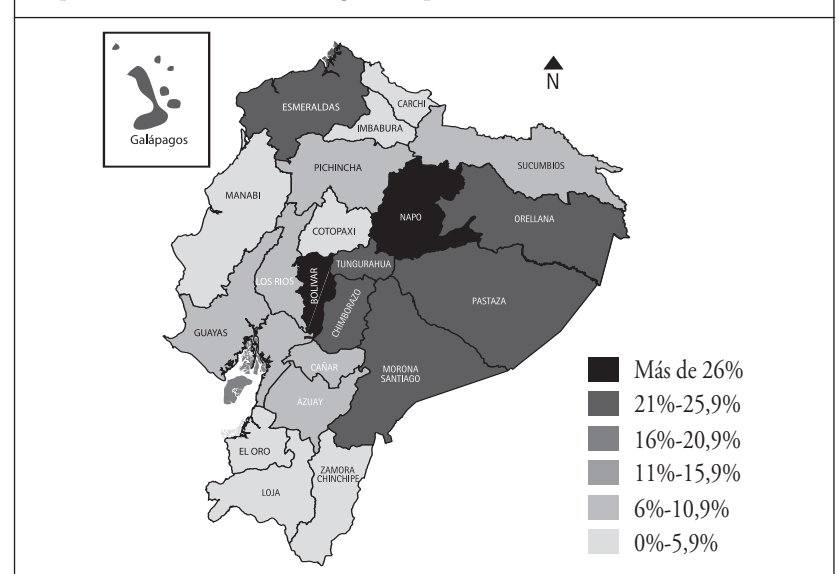 Galápagos
N
ESMERALDAS
CARCHI
IMBABURA
SUCUMBIOS
PICHINCHA
MANABI
NAPO
ORELLANA
COTOPAXI
TUNGURAHUA
LOS RIOS
BOLIVAR
CHIMBORAZO
PASTAZA
GUAYAS
CAÑAR
MORONA
SANTIAGO
AZUAY
EL ORO
ZAMORA
CHINCHIPE
LOJA
Más de 26%
21%-25,9%
16%-20,9%
11%-15,9%
6%-10,9%
0%-5,9%